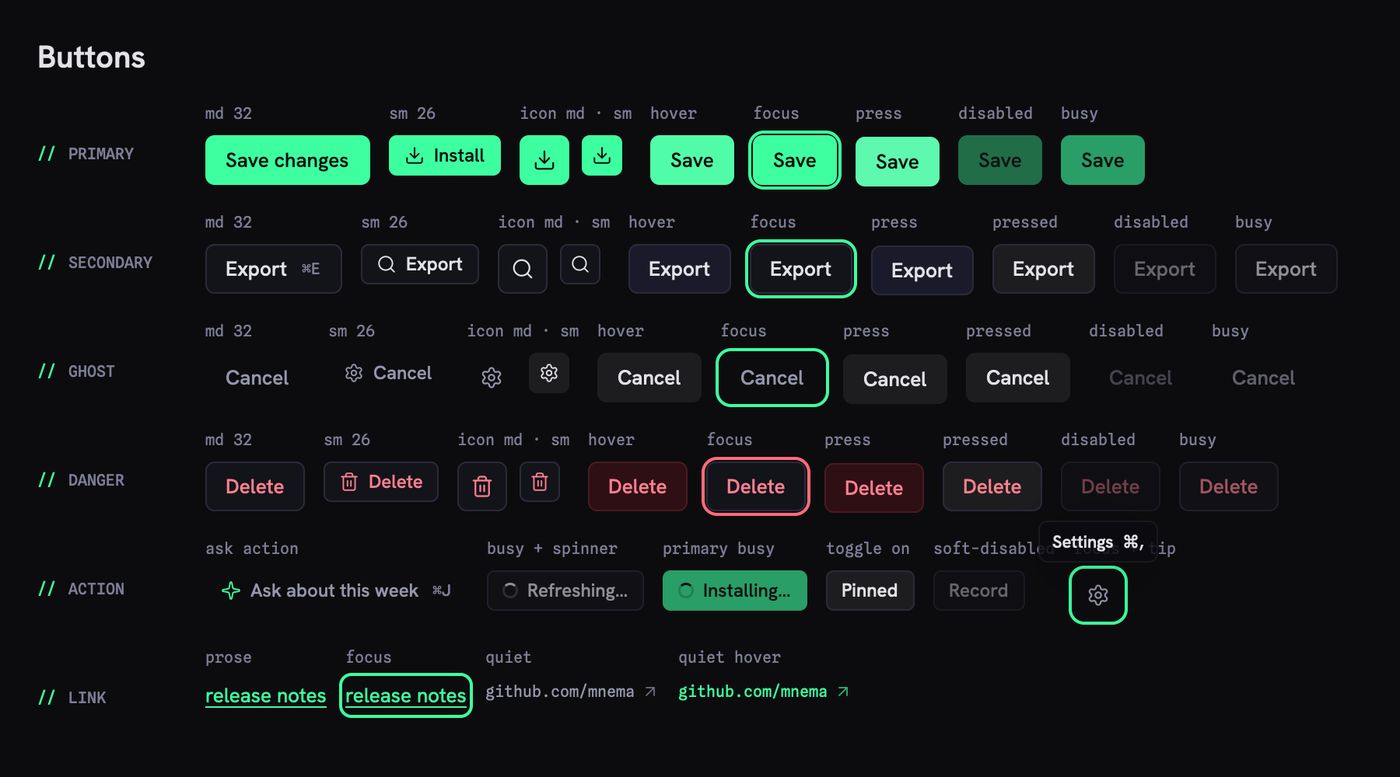 Buttons
md 32 sm 26 icon md · sm hover focus press disabled busy
// PRIMARY Save changes Install Save Save Save Save Save
md 32 sm 26 icon md · sm hover focus press pressed disabled busy
// SECONDARY Export ⌘E Export Export Export Export Export Export Export
md 32 sm 26 icon md · sm hover focus press pressed disabled busy
// GHOST Cancel Cancel Cancel Cancel Cancel Cancel Cancel Cancel
md 32 sm 26 icon md · sm hover focus press pressed disabled busy
// DANGER Delete Delete Delete Delete Delete Delete Delete Delete
Settings ⌘,
ask action busy + spinner primary busy toggle on soft-disabled tip
// ACTION Ask about this week ⌘J Refreshing… Installing… Pinned Record
prose focus quiet quiet hover
// LINK release notes release notes github.com/mnema ↗ github.com/mnema ↗